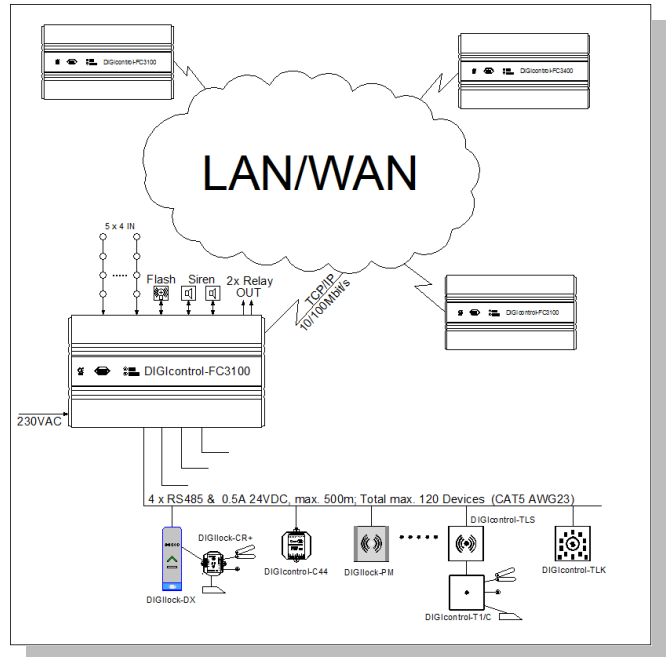 DIGIcontrol-FC3100
DIGIcontrol-FC3400
LAN/WAN
5 x 4 IN
Flash
Siren
2x Relay
OUT
TCP/IP
10/100Mbit/s
DIGIcontrol-FC3100
DIGIcontrol-FC3100
230VAC
4 x RS485 & 0.5A 24VDC, max. 500m; Total max. 120 Devices (CAT5 AWG23)
DIGIcontrol-TLS
DIGIlock-CR+
DIGIcontrol-C44
DIGIlock-PM
DIGIcontrol-TLK
DIGIlock-DX
DIGIcontrol-T1/C